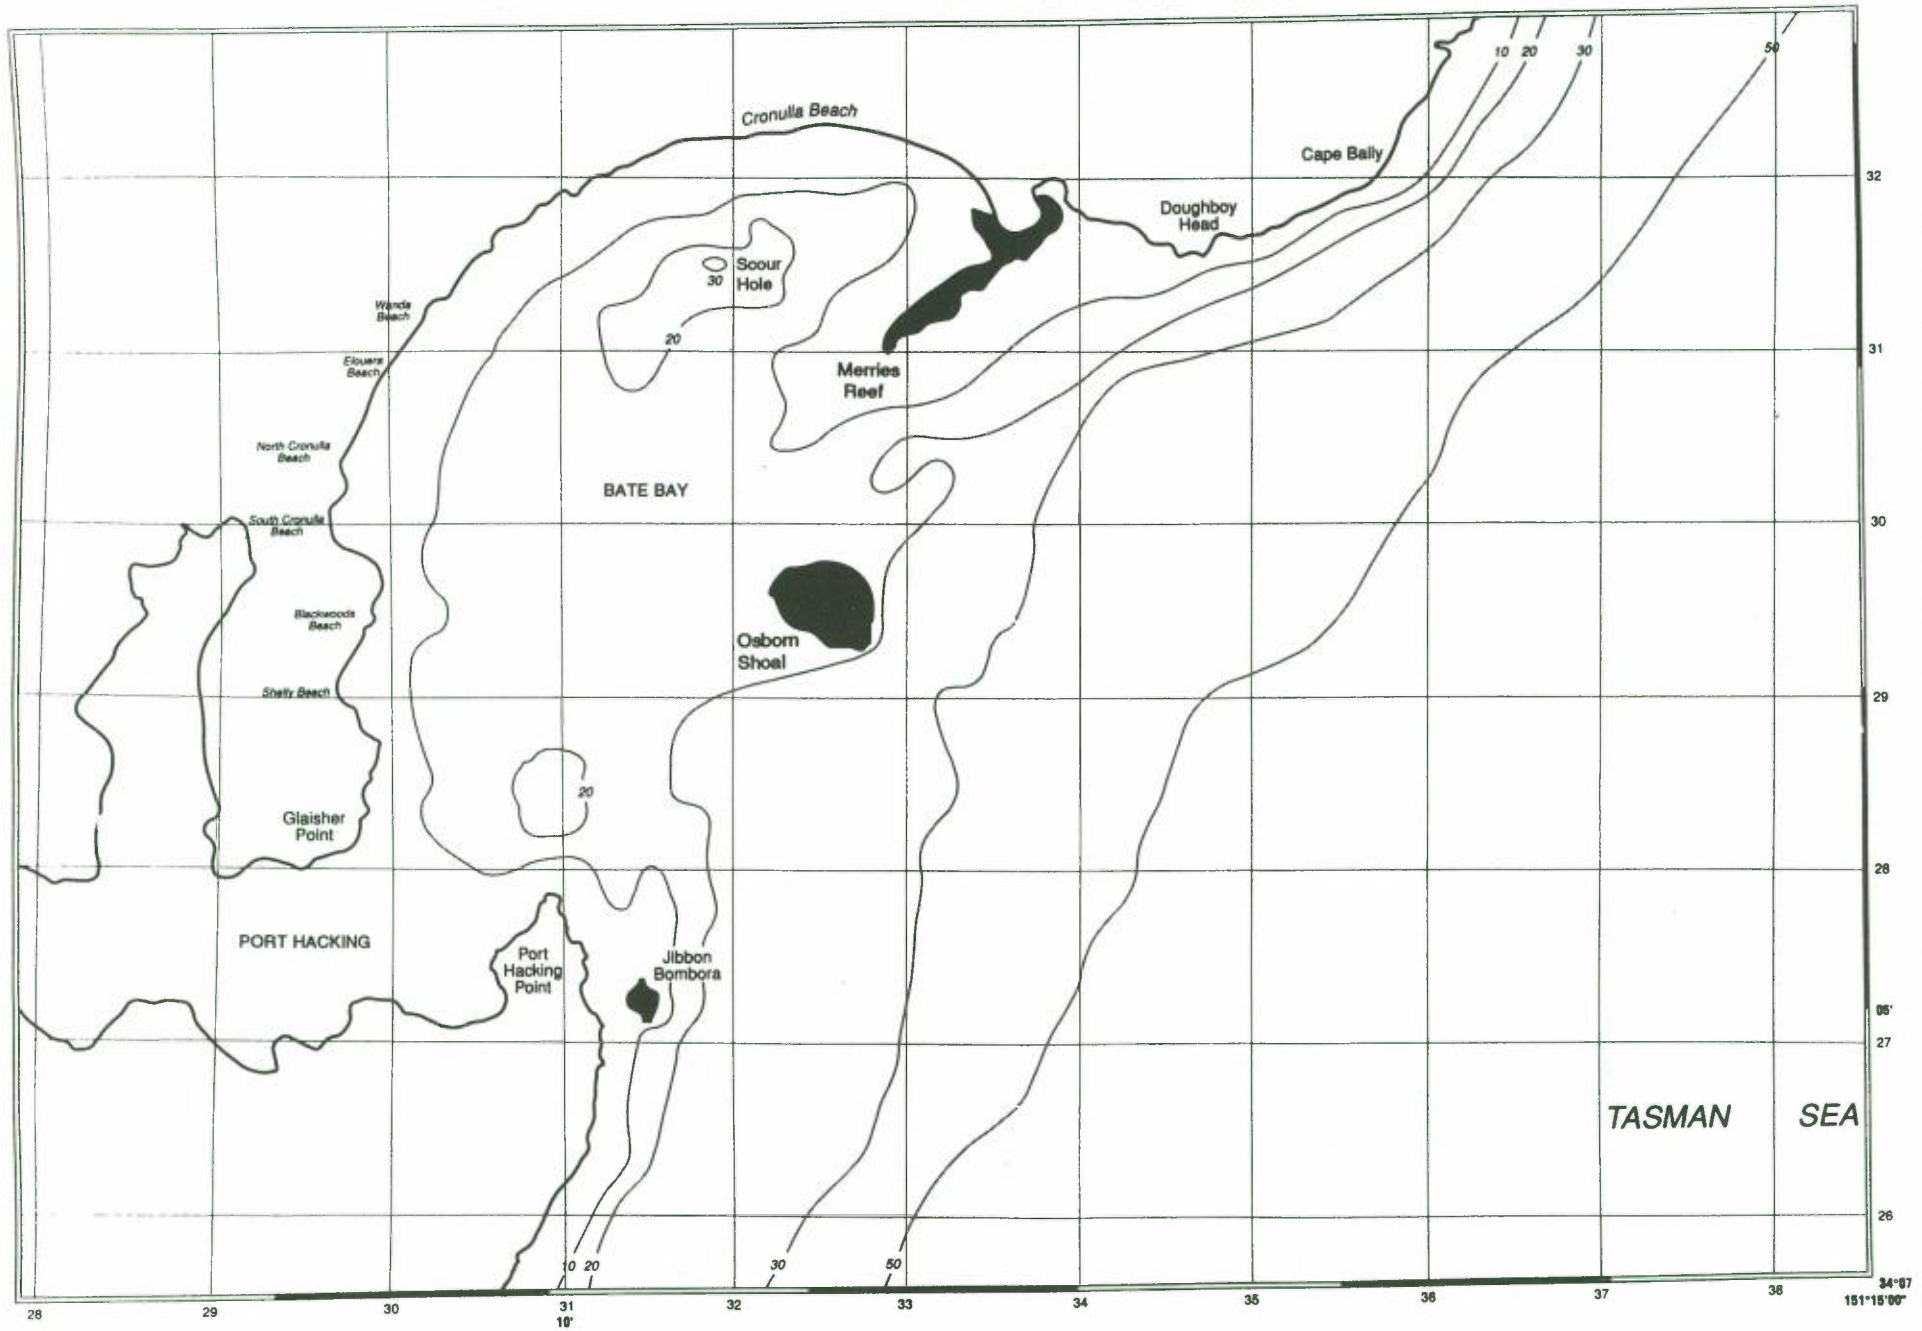 10 20 30 50
Cronulla Beach
Cape Baily
32
Doughboy
Head
Scour
Hole
30
Wanda
Beach
20
31
Elouera
Beach
Merries
Reef
North Cronulla
Beach
BATE BAY
South Cronulla
Beach
30
Blackwoods
Beach
Osborn
Shoal
Shelly Beach
29
20
Glaisher
Point
28
PORT HACKING
Port
Hacking
Point
Jibbon
Bombora
05'
27
TASMAN SEA
26
10 20 30 50
34°07
151°15'00"
28 29 30 31 32 33 34 35 36 37 38
10'